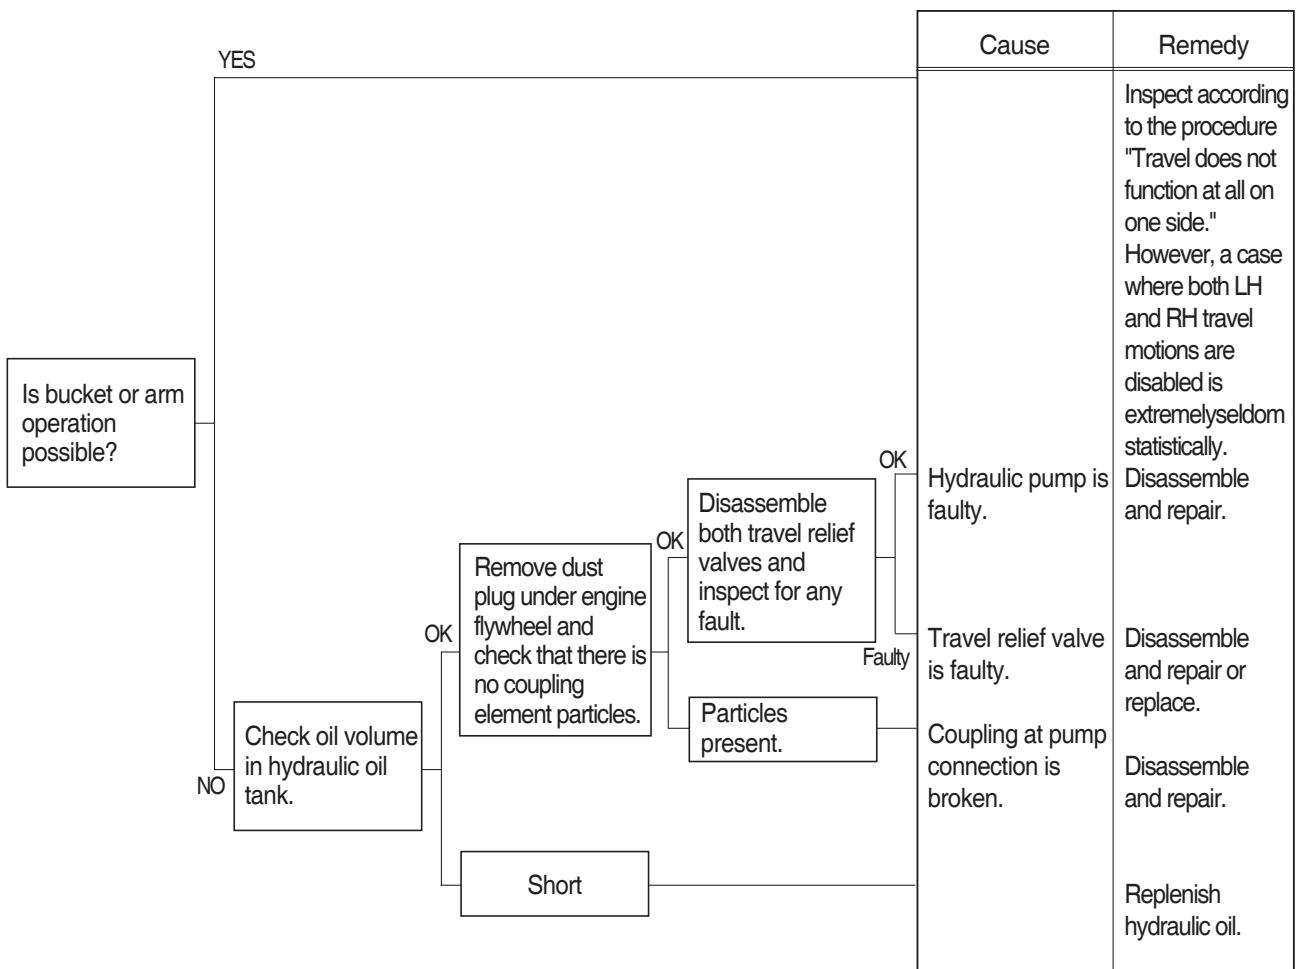 Cause
Remedy
YES
Inspect according
to the procedure
"Travel does not
function at all on
one side."
However, a case
where both LH
and RH travel
motions are
disabled is
extremelyseldom
statistically.
Is bucket or arm
operation
possible?
NO
Check oil volume
in hydraulic oil
tank.
OK
Remove dust
plug under engine
flywheel and
check that there is
no coupling
element particles.
OK
Disassemble
both travel relief
valves and
inspect for any
fault.
OK
Hydraulic pump is
faulty.
Disassemble
and repair.
Faulty
Travel relief valve
is faulty.
Disassemble
and repair or
replace.
Particles
present.
Coupling at pump
connection is
broken.
Disassemble
and repair.
Short
Replenish
hydraulic oil.